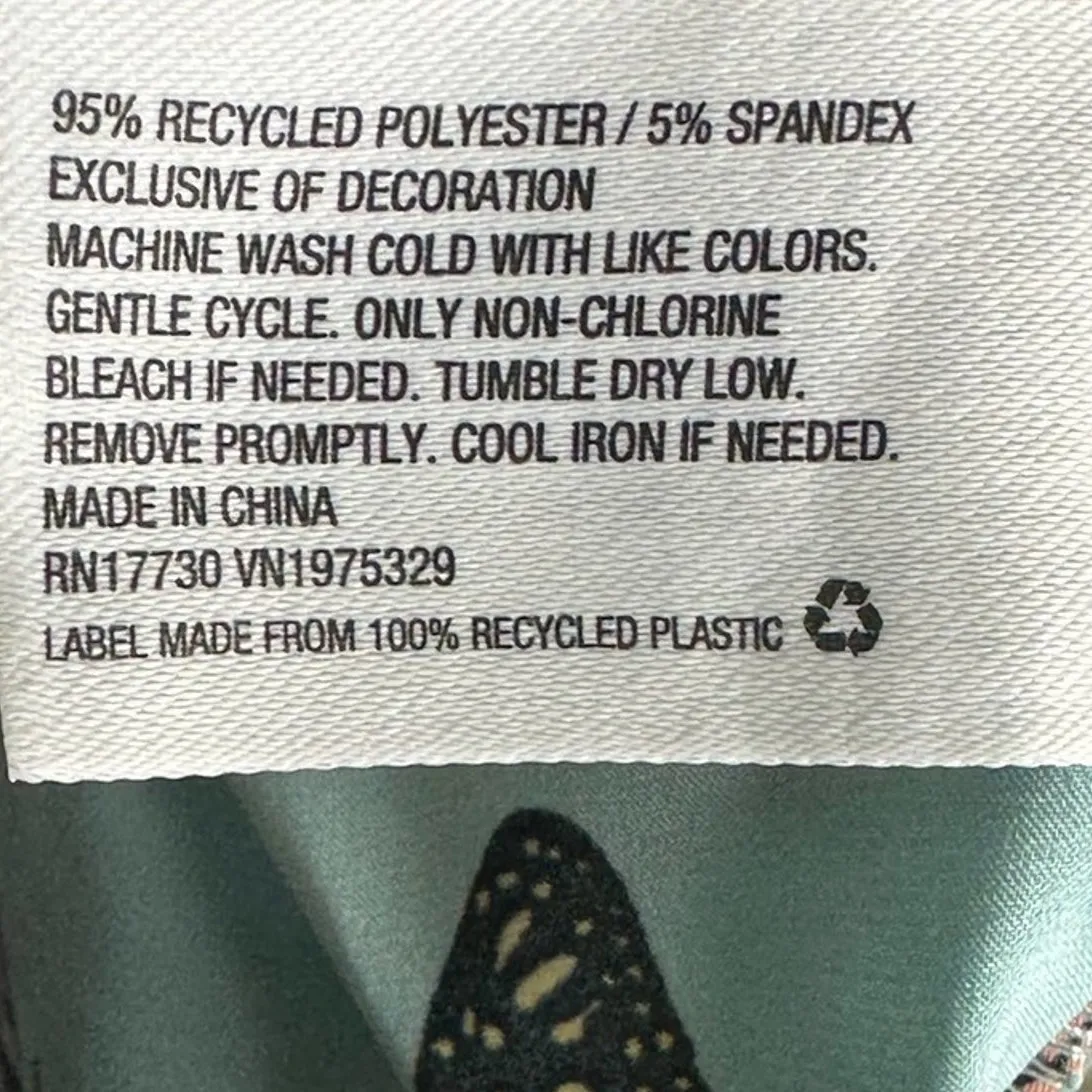 95% RECYCLED POLYESTER / 5% SPANDEX
EXCLUSIVE OF DECORATION
MACHINE WASH COLD WITH LIKE COLORS.
GENTLE CYCLE. ONLY NON-CHLORINE
BLEACH IF NEEDED. TUMBLE DRY LOW.
REMOVE PROMPTLY. COOL IRON IF NEEDED.
MADE IN CHINA
RN17730 VN1975329
LABEL MADE FROM 100% RECYCLED PLASTIC